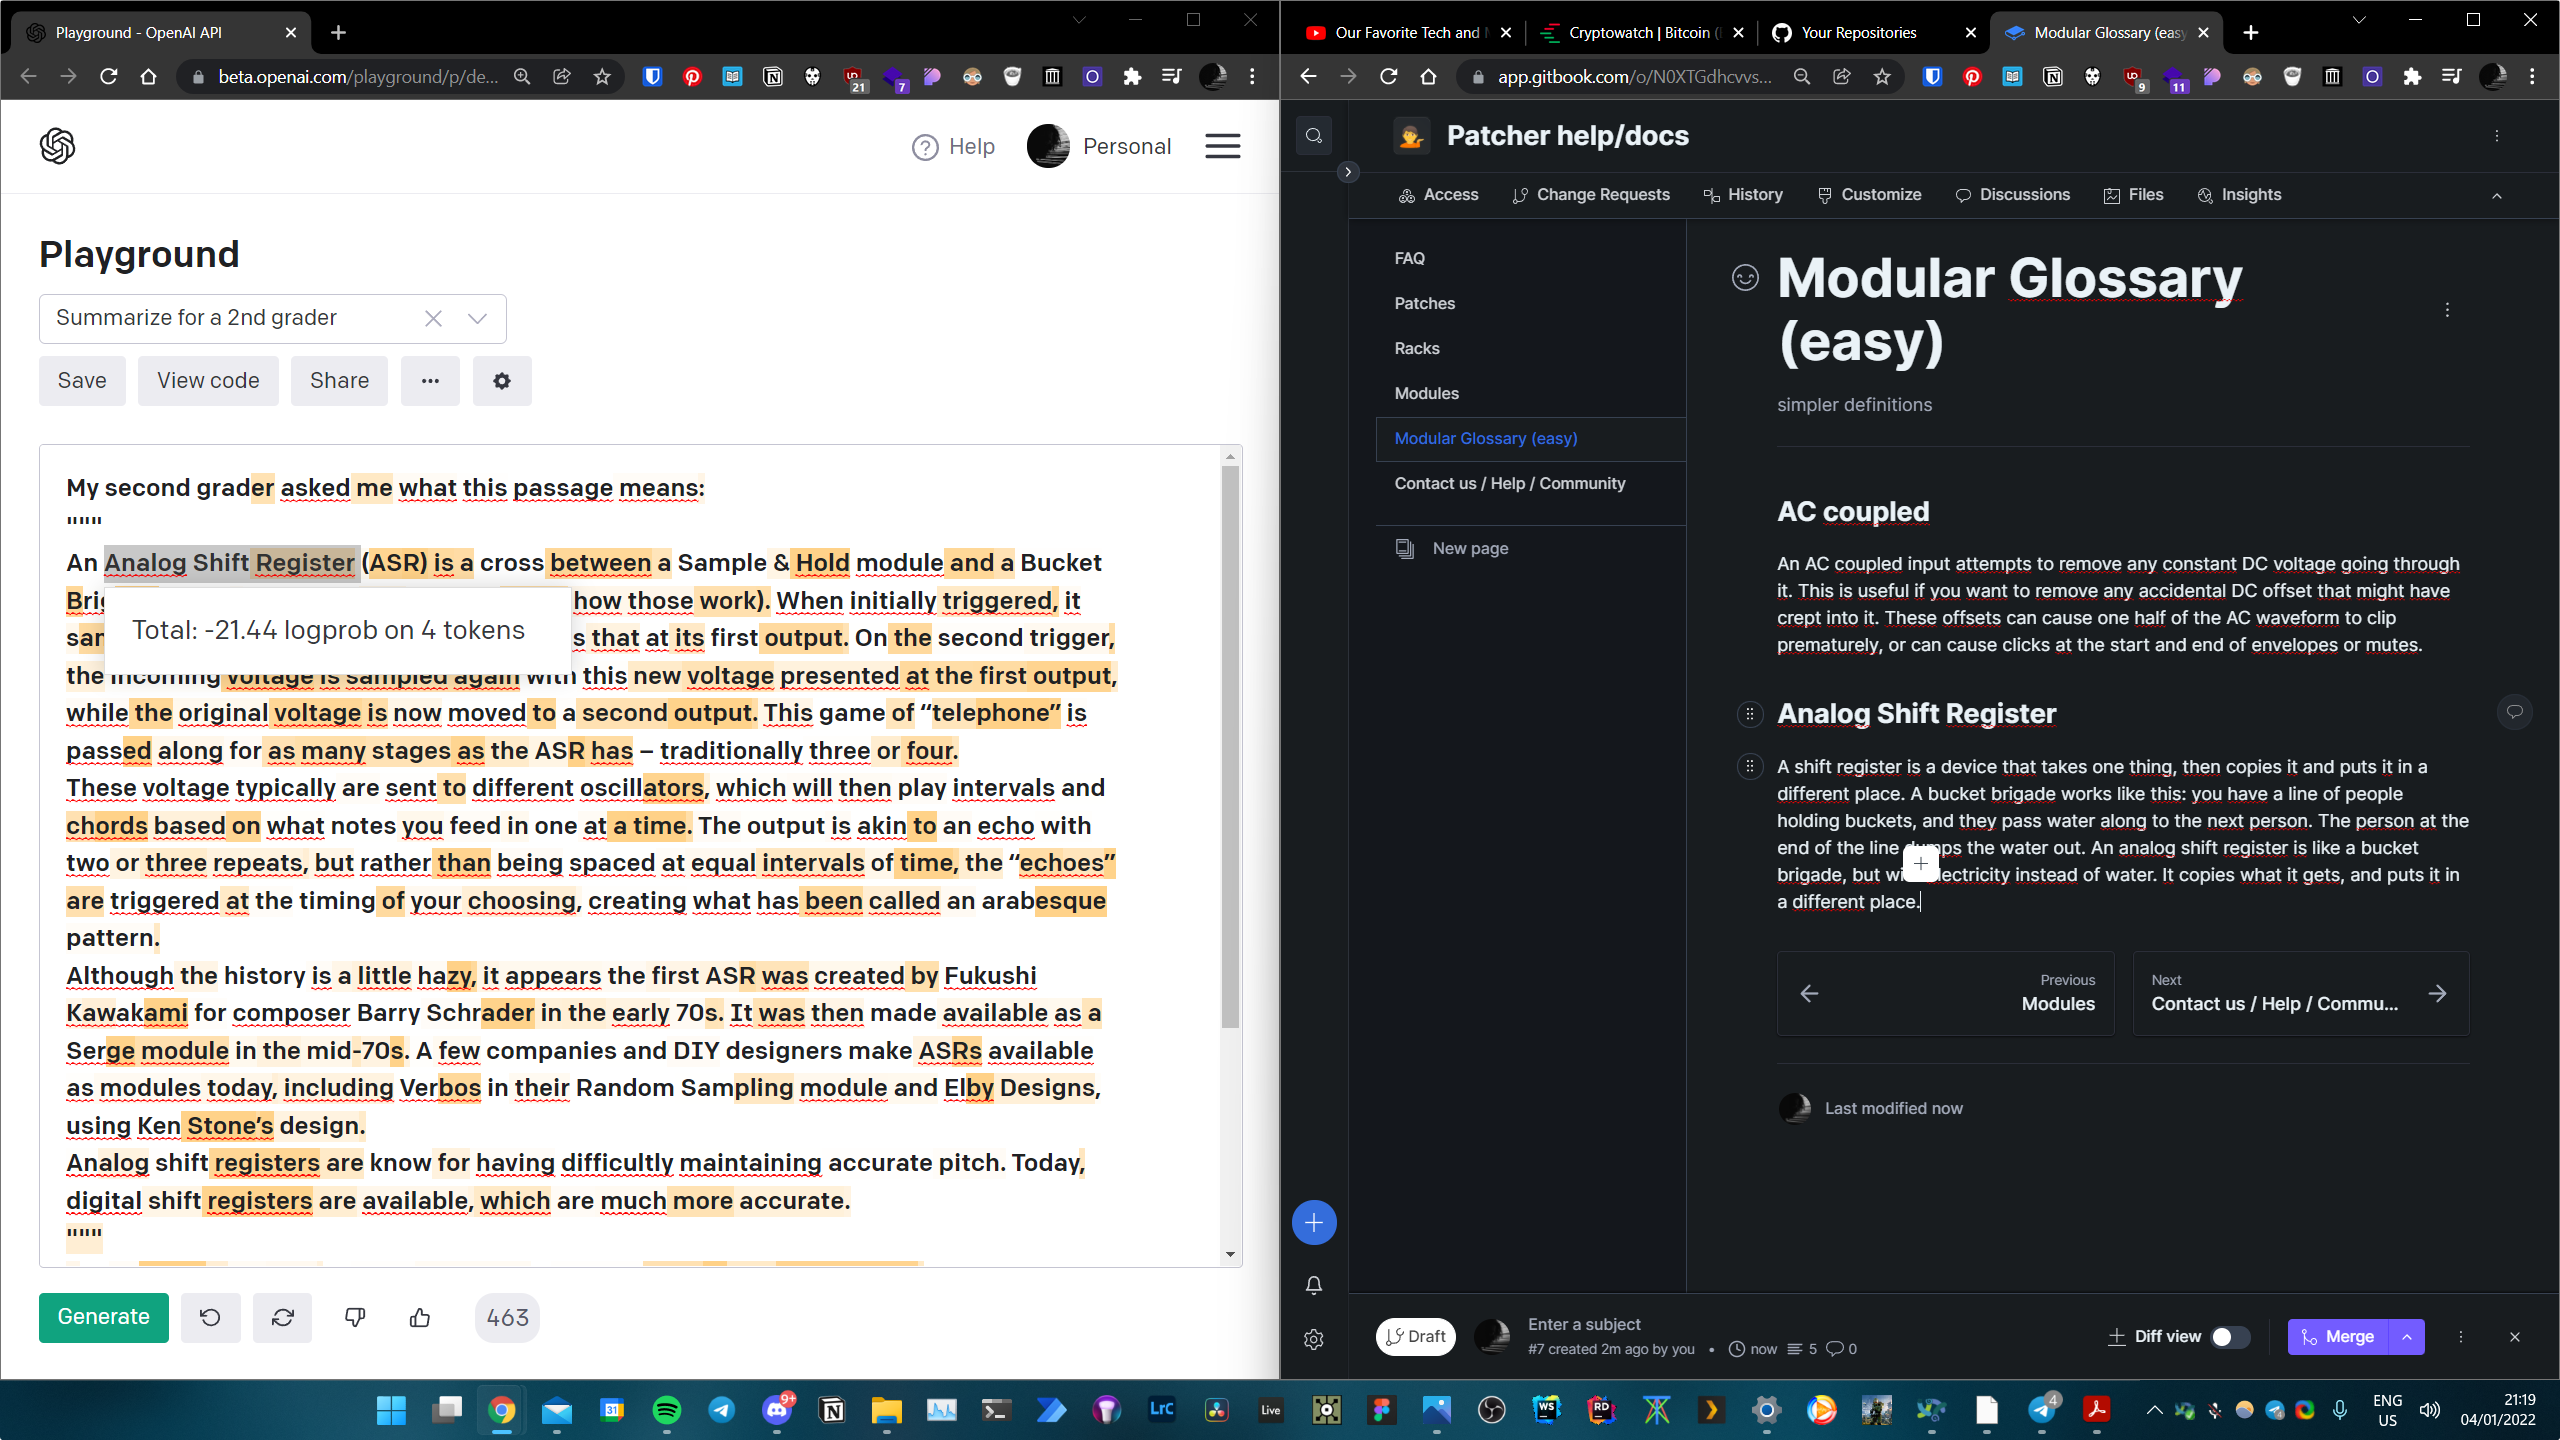 Playground - OpenAI API
beta.openai.com/playground/p/de...
21
7
Help
Personal
Playground
Summarize for a 2nd grader
Save
View code
Share
My second grader asked me what this passage means:
"""
An Analog Shift Register (ASR) is a cross between a Sample & Hold module and a Bucket
Bri how those work). When initially triggered, it
Total: -21.44 logprob on 4 tokens
san s that at its first output. On the second trigger,
the incoming voltage is sampled again with this new voltage presented at the first output,
while the original voltage is now moved to a second output. This game of “telephone” is
passed along for as many stages as the ASR has – traditionally three or four.
These voltage typically are sent to different oscillators, which will then play intervals and
chords based on what notes you feed in one at a time. The output is akin to an echo with
two or three repeats, but rather than being spaced at equal intervals of time, the “echoes”
are triggered at the timing of your choosing, creating what has been called an arabesque
pattern.
Although the history is a little hazy, it appears the first ASR was created by Fukushi
Kawakami for composer Barry Schrader in the early 70s. It was then made available as a
Serge module in the mid-70s. A few companies and DIY designers make ASRs available
as modules today, including Verbos in their Random Sampling module and Elby Designs,
using Ken Stone’s design.
Analog shift registers are know for having difficultly maintaining accurate pitch. Today,
digital shift registers are available, which are much more accurate.
"""
Generate
463
Our Favorite Tech and
Cryptowatch | Bitcoin (
Your Repositories
Modular Glossary (easy
app.gitbook.com/o/N0XTGdhcvvs...
9
11
Patcher help/docs
Access
Change Requests
History
Customize
Discussions
Files
Insights
FAQ
Patches
Racks
Modules
Modular Glossary (easy)
Contact us / Help / Community
New page
Modular Glossary
(easy)
simpler definitions
AC coupled
An AC coupled input attempts to remove any constant DC voltage going through
it. This is useful if you want to remove any accidental DC offset that might have
crept into it. These offsets can cause one half of the AC waveform to clip
prematurely, or can cause clicks at the start and end of envelopes or mutes.
Analog Shift Register
A shift register is a device that takes one thing, then copies it and puts it in a
different place. A bucket brigade works like this: you have a line of people
holding buckets, and they pass water along to the next person. The person at the
end of the line dumps the water out. An analog shift register is like a bucket
brigade, but wi lectricity instead of water. It copies what it gets, and puts it in
a different place.
Previous
Modules
Next
Contact us / Help / Commu...
Last modified now
Draft
Enter a subject
#7 created 2m ago by you • now 5 0
Diff view
Merge
31
9+
LrC
Live
WS
RD
4
ENG
US
21:19
04/01/2022